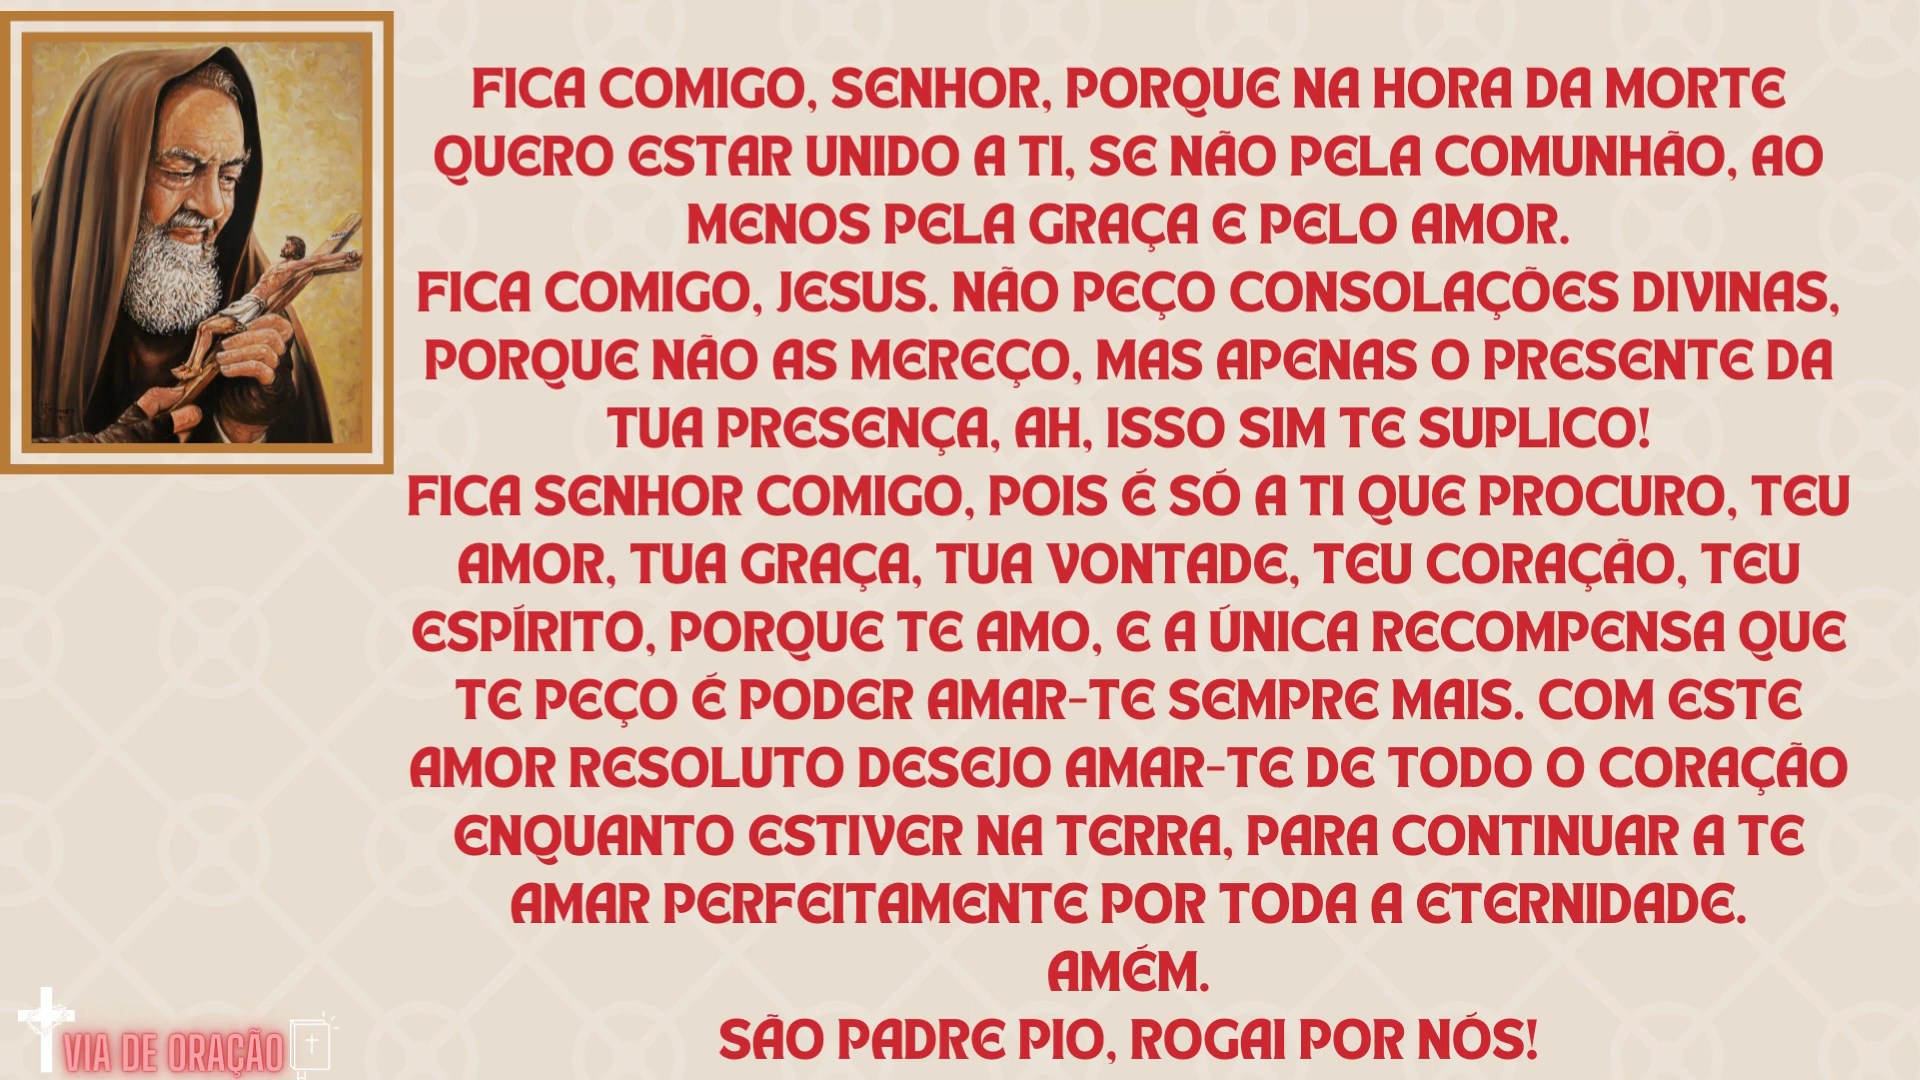 FICA COMIGO, SENHOR, PORQUE NA HORA DA MORTE
QUERO ESTAR UNIDO A TI, SE NÃO PELA COMUNHÃO, AO
MENOS PELA GRAÇA E PELO AMOR.
FICA COMIGO, JESUS. NÃO PEÇO CONSOLAÇÕES DIVINAS,
PORQUE NÃO AS MEREÇO, MAS APENAS O PRESENTE DA
TUA PRESENÇA, AH, ISSO SIM TE SUPLICO!
FICA SENHOR COMIGO, POIS É SÓ A TI QUE PROCURO, TEU
AMOR, TUA GRAÇA, TUA VONTADE, TEU CORAÇÃO, TEU
ESPÍRITO, PORQUE TE AMO, E A ÚNICA RECOMPENSA QUE
TE PEÇO É PODER AMAR-TE SEMPRE MAIS. COM ESTE
AMOR RESOLUTO DESEJO AMAR-TE DE TODO O CORAÇÃO
ENQUANTO ESTIVER NA TERRA, PARA CONTINUAR A TE
AMAR PERFEITAMENTE POR TODA A ETERNIDADE.
AMÉM.
SÃO PADRE PIO, ROGAI POR NÓS!
VIA DE ORAÇÃO